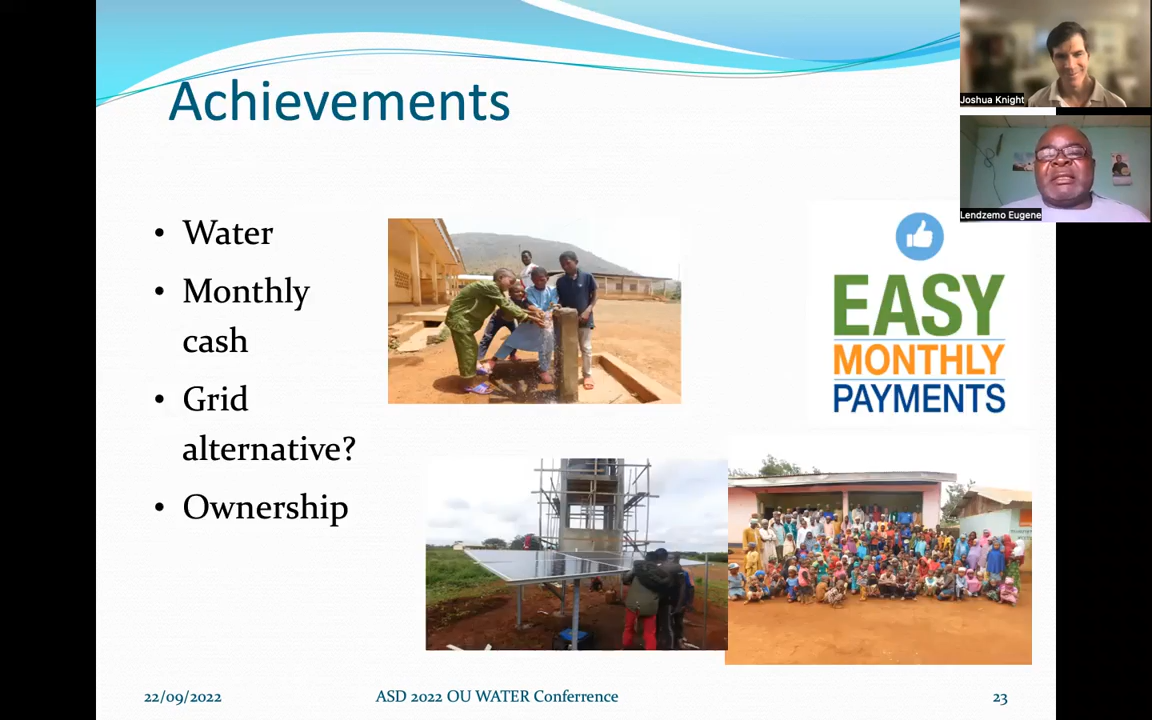 Achievements
• Water
• Monthly
cash
• Grid
alternative?
• Ownership
EASY
MONTHLY
PAYMENTS
Joshua Knight
Lendzemo Eugene
22/09/2022
ASD 2022 OU WATER Conferrence
23